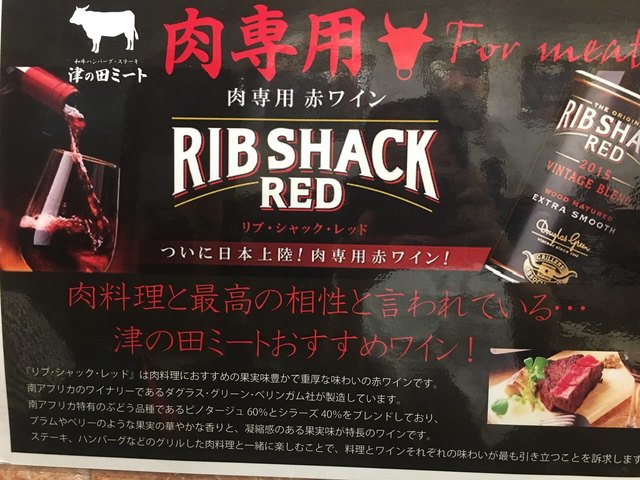 肉専用 For meat
和牛ハンバーグ・ステーキ
津の田ミート
肉専用 赤ワイン
RIB SHACK
RED
リブ・シャック・レッド
ついに日本上陸!肉専用赤ワイン!
THE ORIGIN
RIB SHA
RED
2015
VINTAGE BLEN
WOOD MATURED
EXTRA SMOOTH
Douglas Green
肉料理と最高の相性と言われている…
津の田ミートおすすめワイン!
『リブ・シャック・レッド』は肉料理におすすめの果実味豊かで重厚な味わいの赤ワインです。
南アフリカのワイナリーであるダグラス・グリーン・ベリンガム社が製造しています。
南アフリカ特有のぶどう品種であるピノタージュ 60%とシラーズ 40%をブレンドしており、
プラムやベリーのような果実の華やかな香りと、凝縮感のある果実味が特長のワインです。
ステーキ、ハンバーグなどのグリルした肉料理と一緒に楽しむことで、料理とワインそれぞれの味わいが最も引き立つことを訴求します